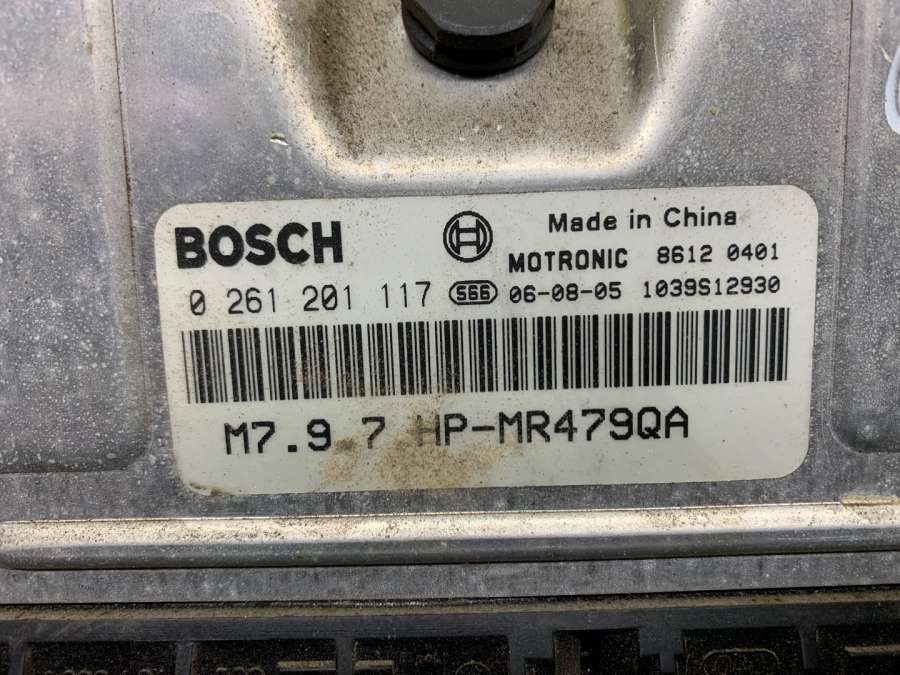 BOSCH
Made in China
MOTRONIC 8612 0401
0 261 201 117 S66 06-08-05 1039S12930
M7.9.7 HP-MR479QA